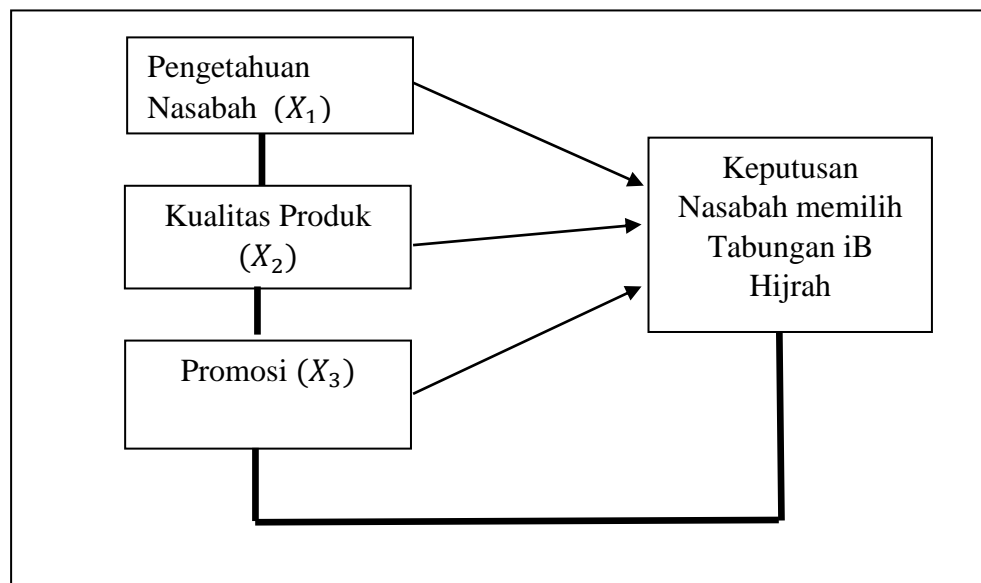 Pengetahuan
Nasabah (𝑋₁)
Kualitas Produk
(𝑋₂)
Promosi (𝑋₃)
Keputusan
Nasabah memilih
Tabungan iB
Hijrah